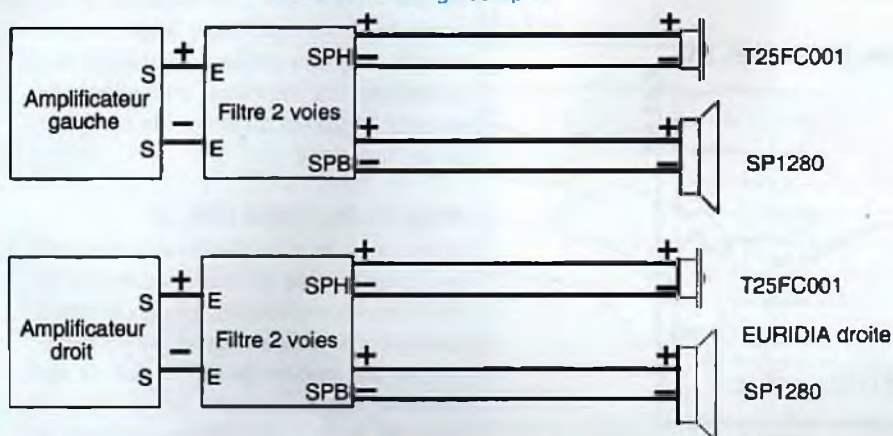 + +
SPH − − T25FC001
S + E
Amplificateur gauche
Filtre 2 voies
S − E
+ +
SPB − − SP1280
+ +
SPH − − T25FC001
S + E
EURIDIA droite
Amplificateur droit
Filtre 2 voies
S − E
+ +
SPB − − SP1280